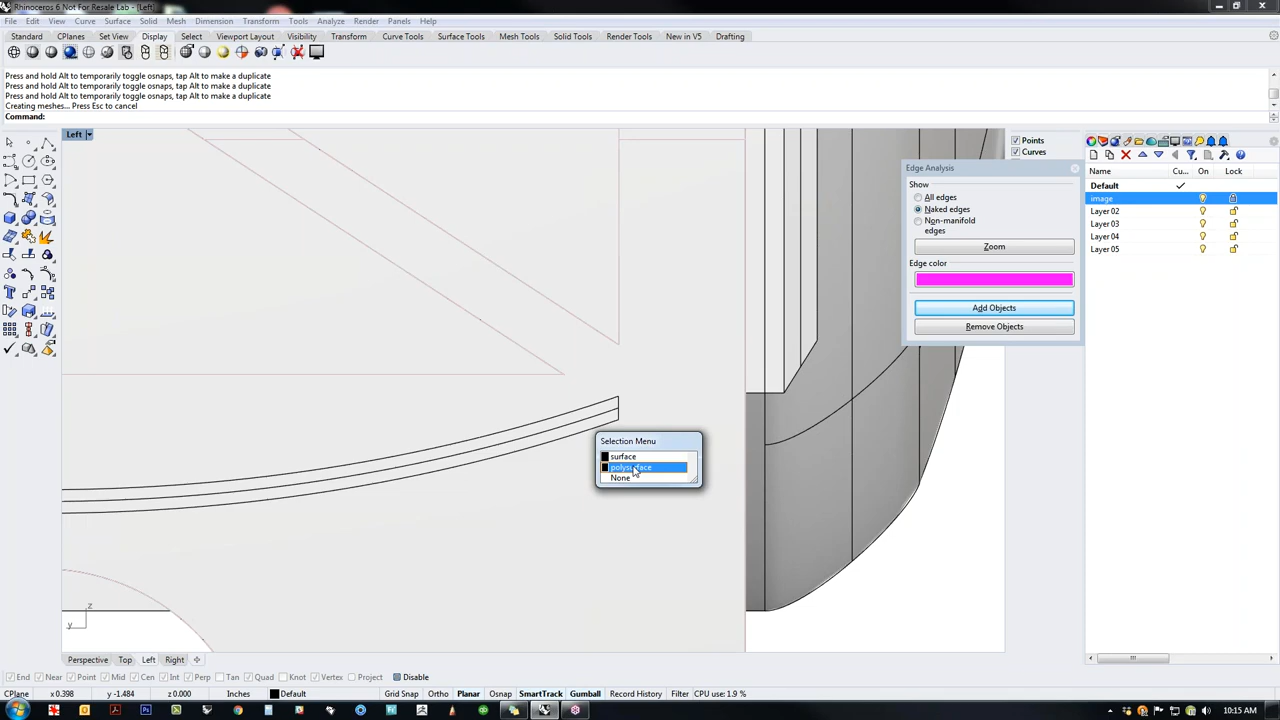 Rhinoceros 6 Not For Resale Lab - [Left]
File Edit View Curve Surface Solid Mesh Dimension Transform Tools Analyze Render Panels Help
Standard CPlanes Set View Display Select Viewport Layout Visibility Transform Curve Tools Surface Tools Mesh Tools Solid Tools Render Tools New in V5 Drafting
Press and hold Alt to temporarily toggle osnaps, tap Alt to make a duplicate
Press and hold Alt to temporarily toggle osnaps, tap Alt to make a duplicate
Press and hold Alt to temporarily toggle osnaps, tap Alt to make a duplicate
Creating meshes... Press Esc to cancel
Command:
Left
Points
Curves
Edge Analysis
Show
All edges
Naked edges
Non-manifold
edges
Zoom
Edge color
Add Objects
Remove Objects
Name Cu... On Lock
Default
image
Layer 02
Layer 03
Layer 04
Layer 05
Selection Menu
surface
polysurface
None
z
y
Perspective Top Left Right
End Near Point Mid Cen Int Perp Tan Quad Knot Vertex Project Disable
CPlane x 0.398 y -1.484 z 0.000 Inches Default Grid Snap Ortho Planar Osnap SmartTrack Gumball Record History Filter CPU use: 1.9 %
10:15 AM